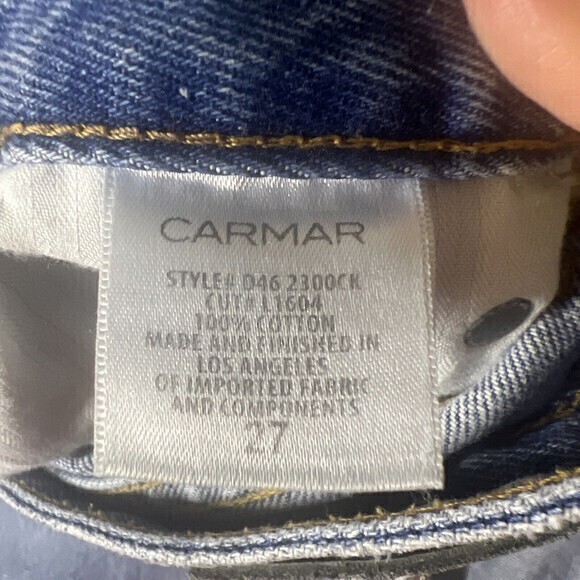 CARMAR
STYLE# D46 2300CK
CUT# L1604
100% COTTON
MADE AND FINISHED IN
LOS ANGELES
OF IMPORTED FABRIC
AND COMPONENTS
27